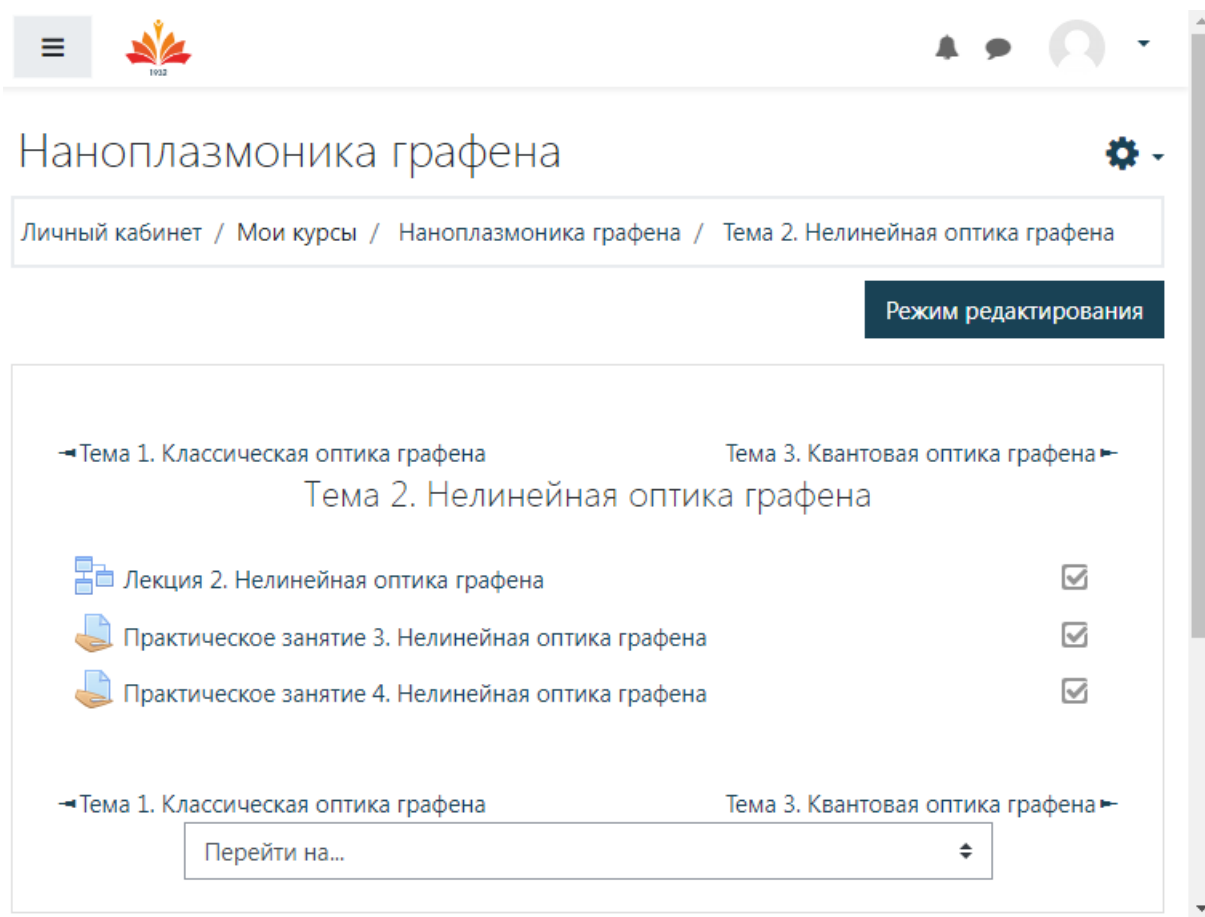 1932
Наноплазмоника графена
Личный кабинет / Мои курсы / Наноплазмоника графена / Тема 2. Нелинейная оптика графена
Режим редактирования
Тема 1. Классическая оптика графена
Тема 3. Квантовая оптика графена
Тема 2. Нелинейная оптика графена
Лекция 2. Нелинейная оптика графена
Практическое занятие 3. Нелинейная оптика графена
Практическое занятие 4. Нелинейная оптика графена
Тема 1. Классическая оптика графена
Тема 3. Квантовая оптика графена
Перейти на...